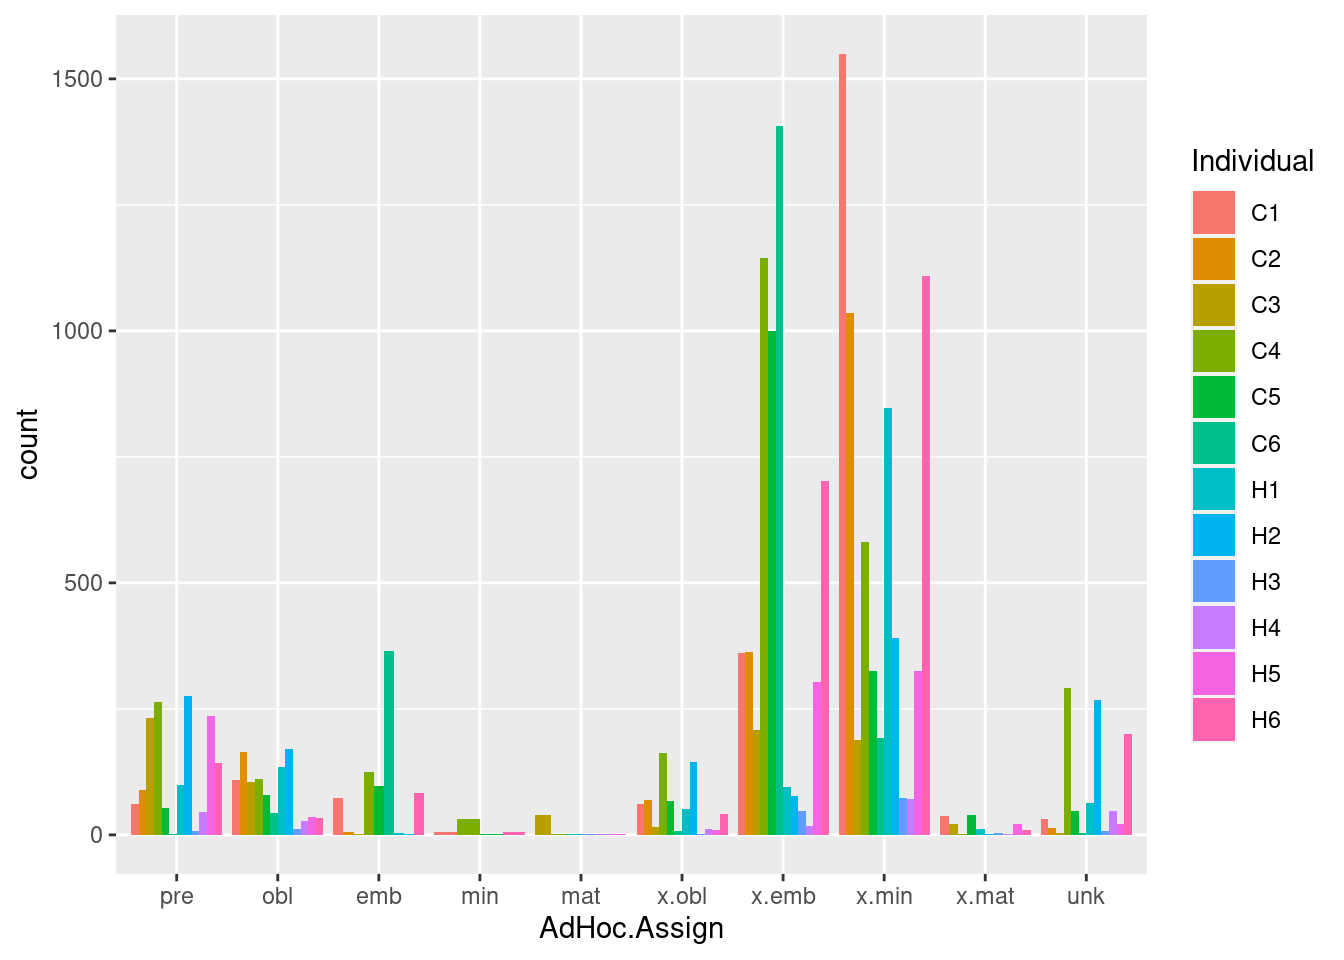 1500
1000
500
0
count
pre obl emb min mat x.obl x.emb x.min x.mat unk
AdHoc.Assign
Individual
C1
C2
C3
C4
C5
C6
H1
H2
H3
H4
H5
H6